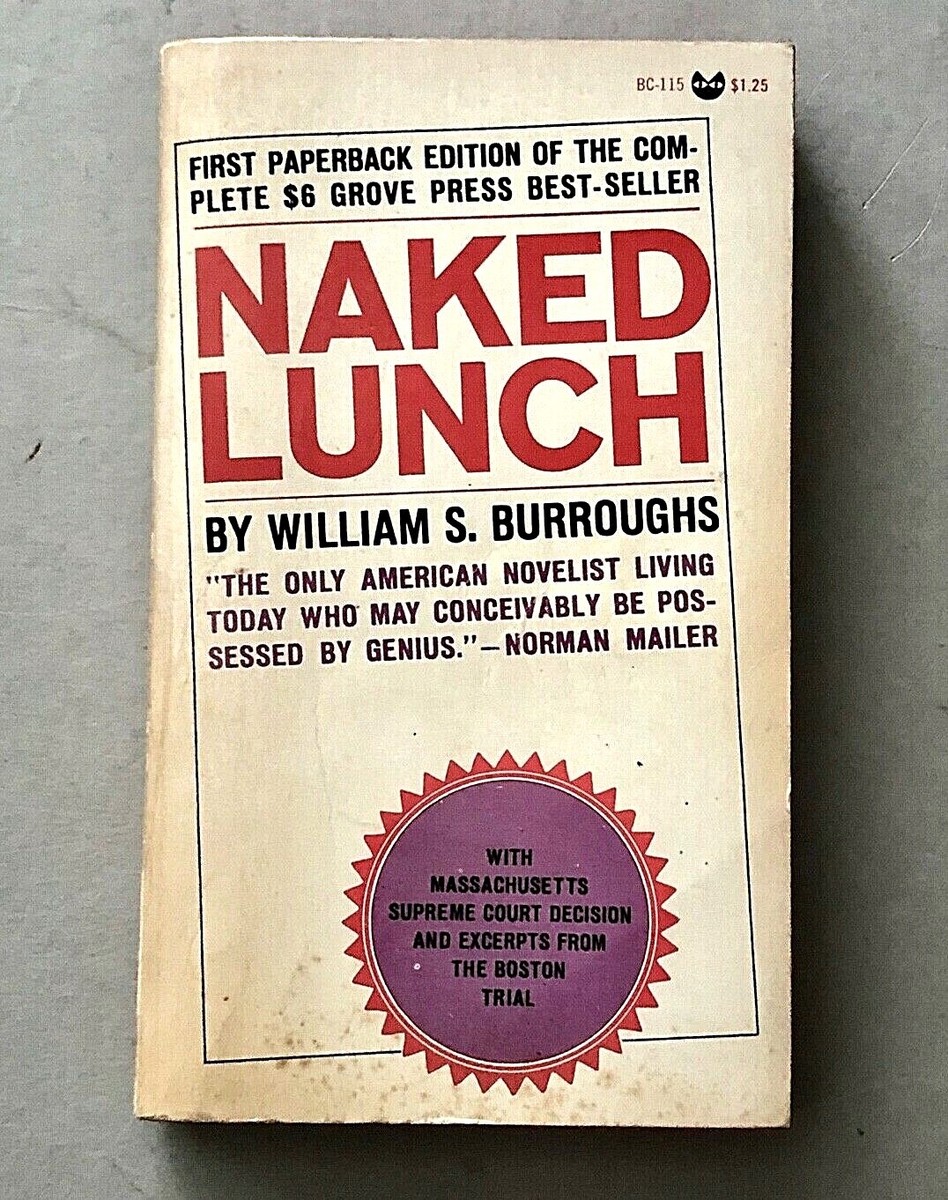 BC-115 $1.25
FIRST PAPERBACK EDITION OF THE COM-
PLETE $6 GROVE PRESS BEST-SELLER
NAKED
LUNCH
BY WILLIAM S. BURROUGHS
"THE ONLY AMERICAN NOVELIST LIVING
TODAY WHO MAY CONCEIVABLY BE POS-
SESSED BY GENIUS."—NORMAN MAILER
WITH
MASSACHUSETTS
SUPREME COURT DECISION
AND EXCERPTS FROM
THE BOSTON
TRIAL